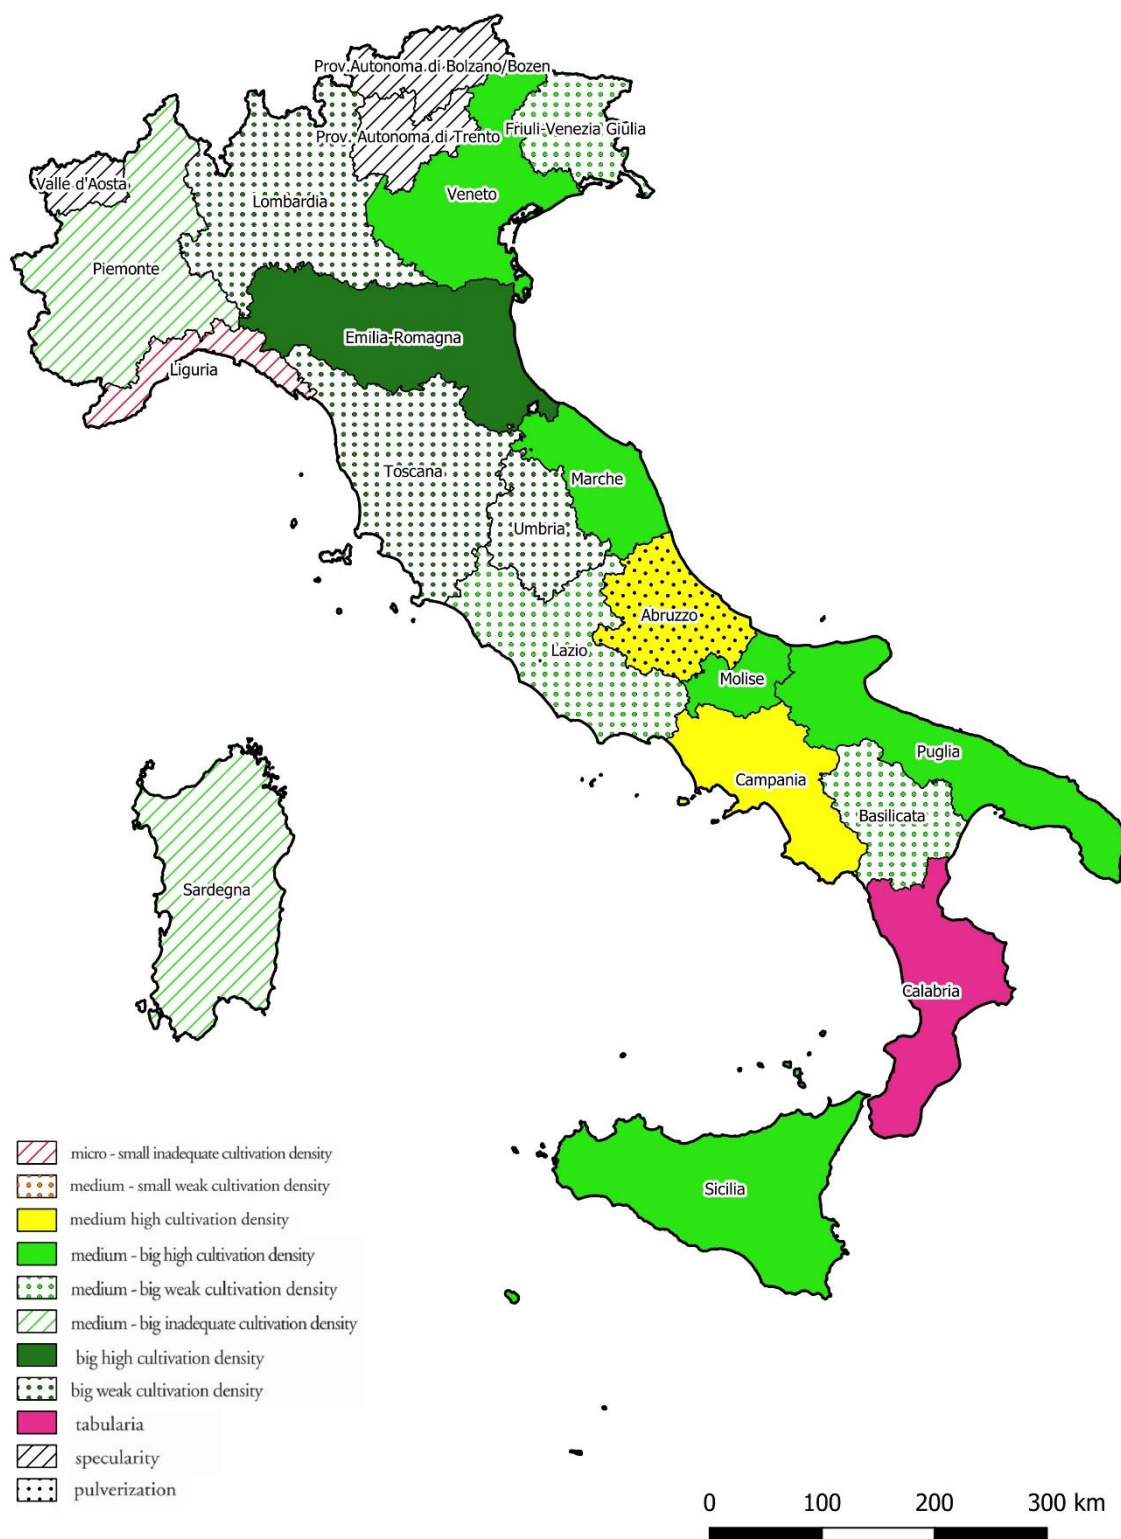 Prov.Autonoma di Bolzano/Bozen
Prov. Autonoma di Trento
Friuli-Venezia Giulia
Valle d'Aosta
Lombardia
Veneto
Piemonte
Emilia-Romagna
Liguria
Toscana
Marche
Umbria
Abruzzo
Lazio
Molise
Puglia
Campania
Basilicata
Sardegna
Calabria
Sicilia
micro - small inadequate cultivation density
medium - small weak cultivation density
medium high cultivation density
medium - big high cultivation density
medium - big weak cultivation density
medium - big inadequate cultivation density
big high cultivation density
big weak cultivation density
tabularia
specularity
pulverization
0 100 200 300 km